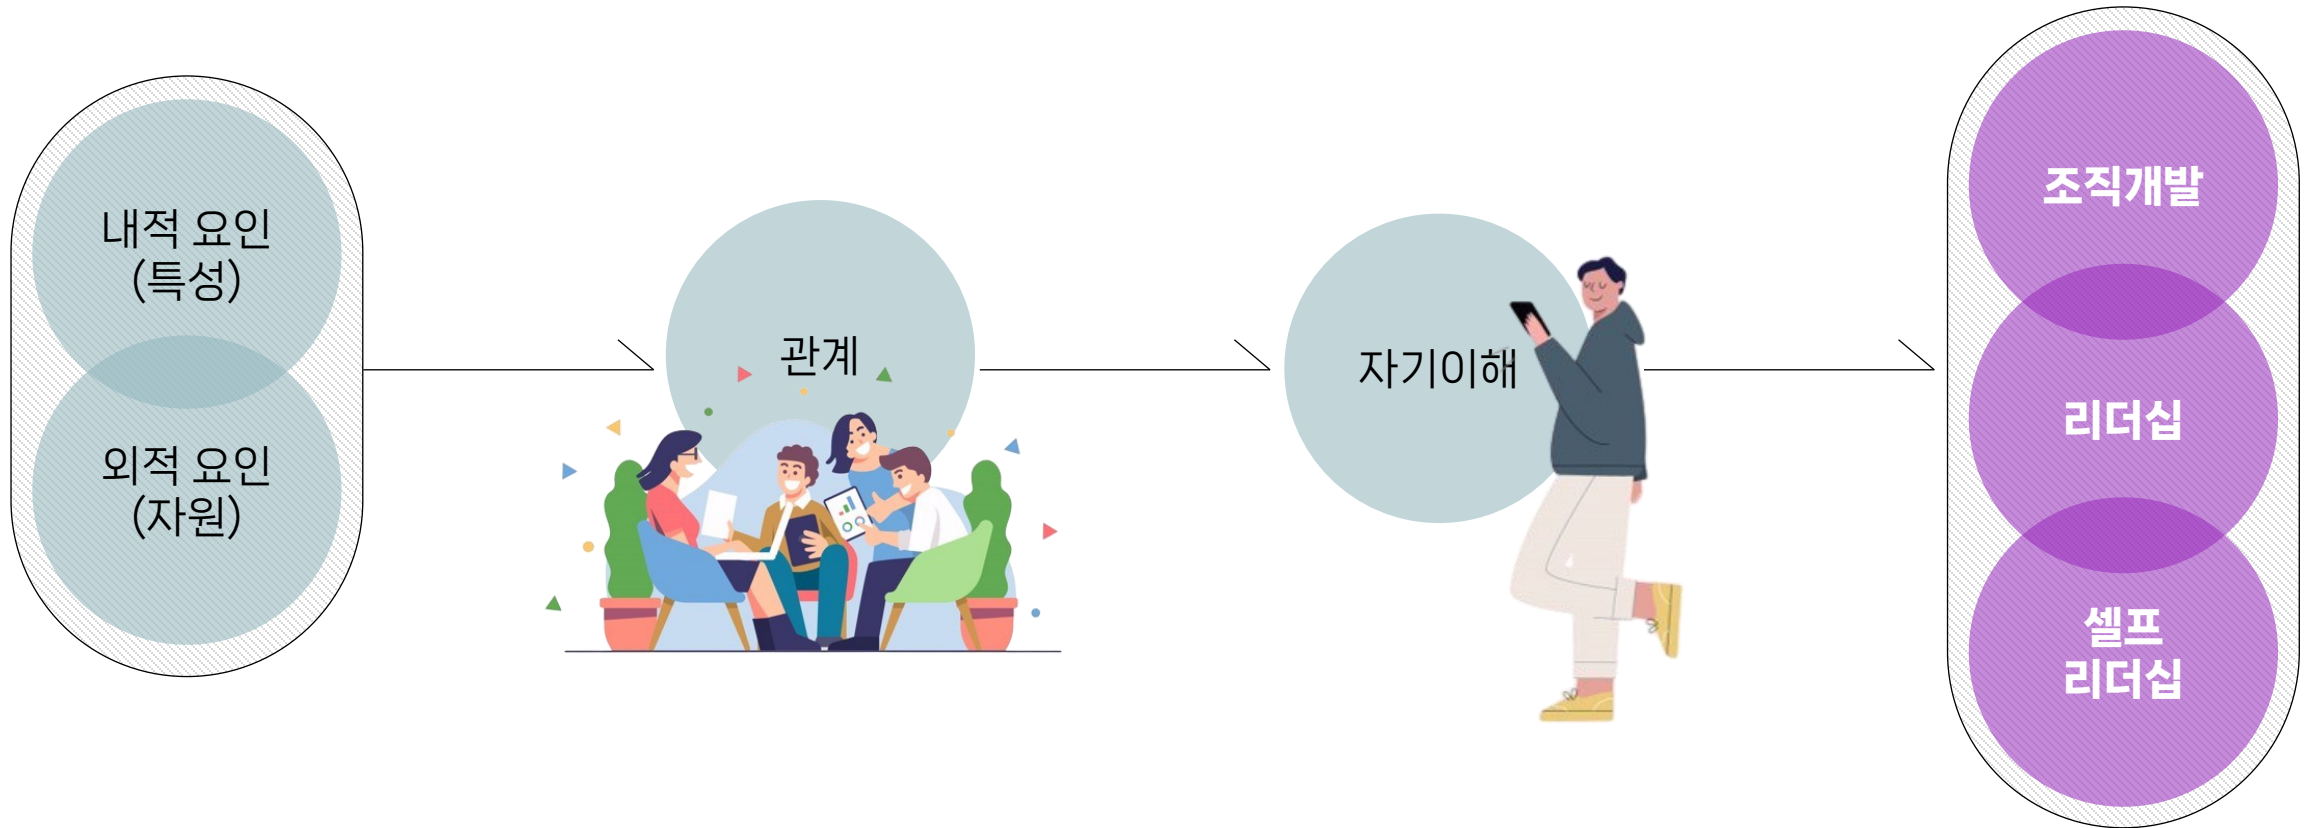 내적 요인
(특성)
외적 요인
(자원)
관계
자기이해
조직개발
리더십
셀프
리더십